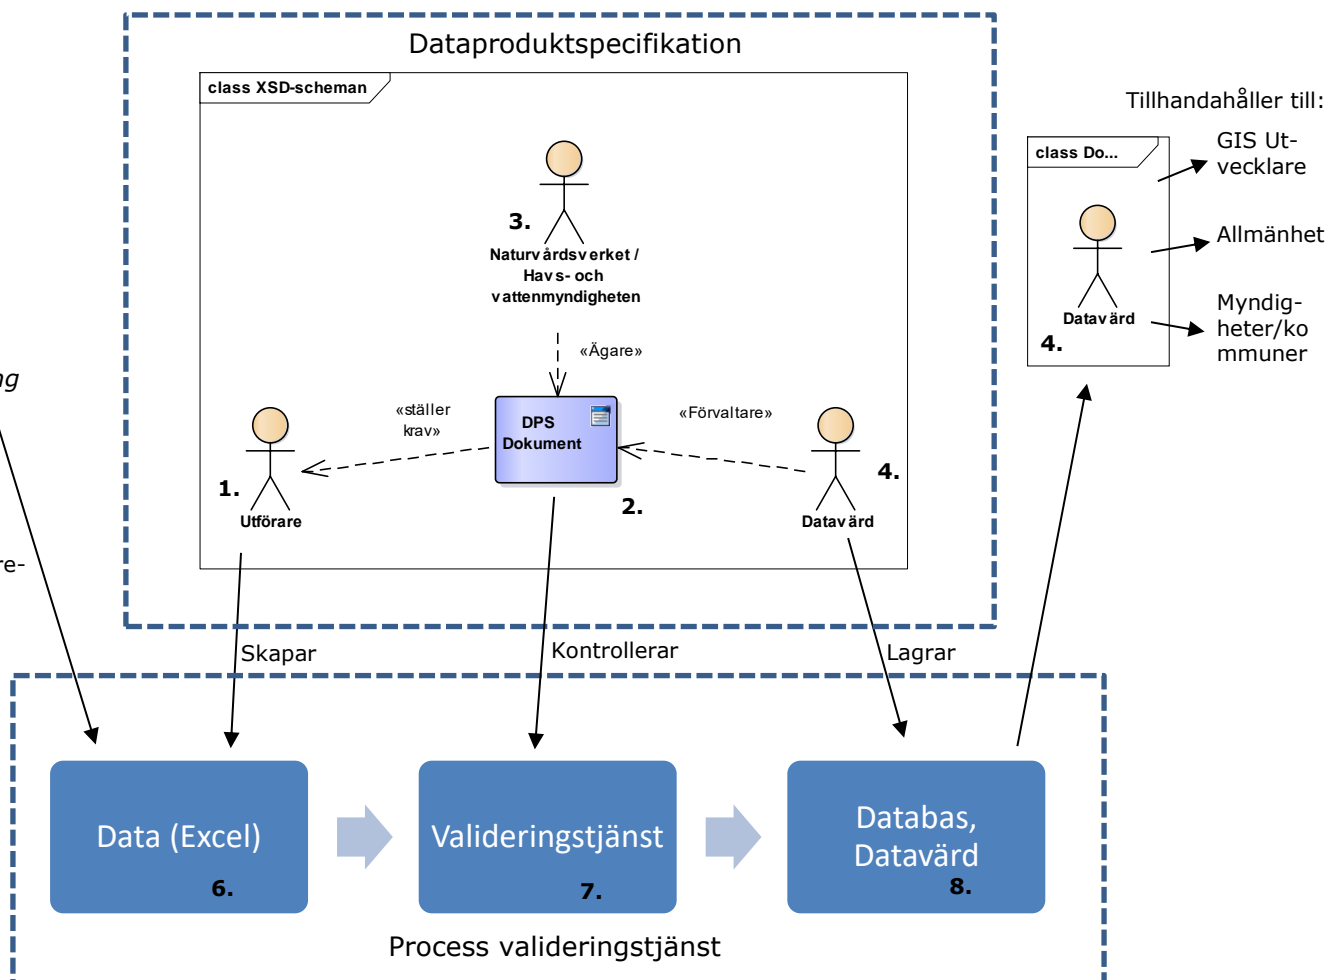 Dataproduktspecifikation
class XSD-scheman
3.
Naturvårdsverket /
Havs- och
vattenmyndigheten
«Ägare»
«ställer
krav»
DPS
Dokument
«Förvaltare»
1.
Utförare
2.
4.
Datavärd
Tillhandahåller till:
class Do...
GIS Ut-
vecklare
Allmänhet
Datavärd
4.
Myndig-
heter/ko
mmuner
ng
re-
Skapar
Kontrollerar
Lagrar
Data (Excel)
6.
Valideringstjänst
7.
Databas,
Datavärd
8.
Process valideringstjänst